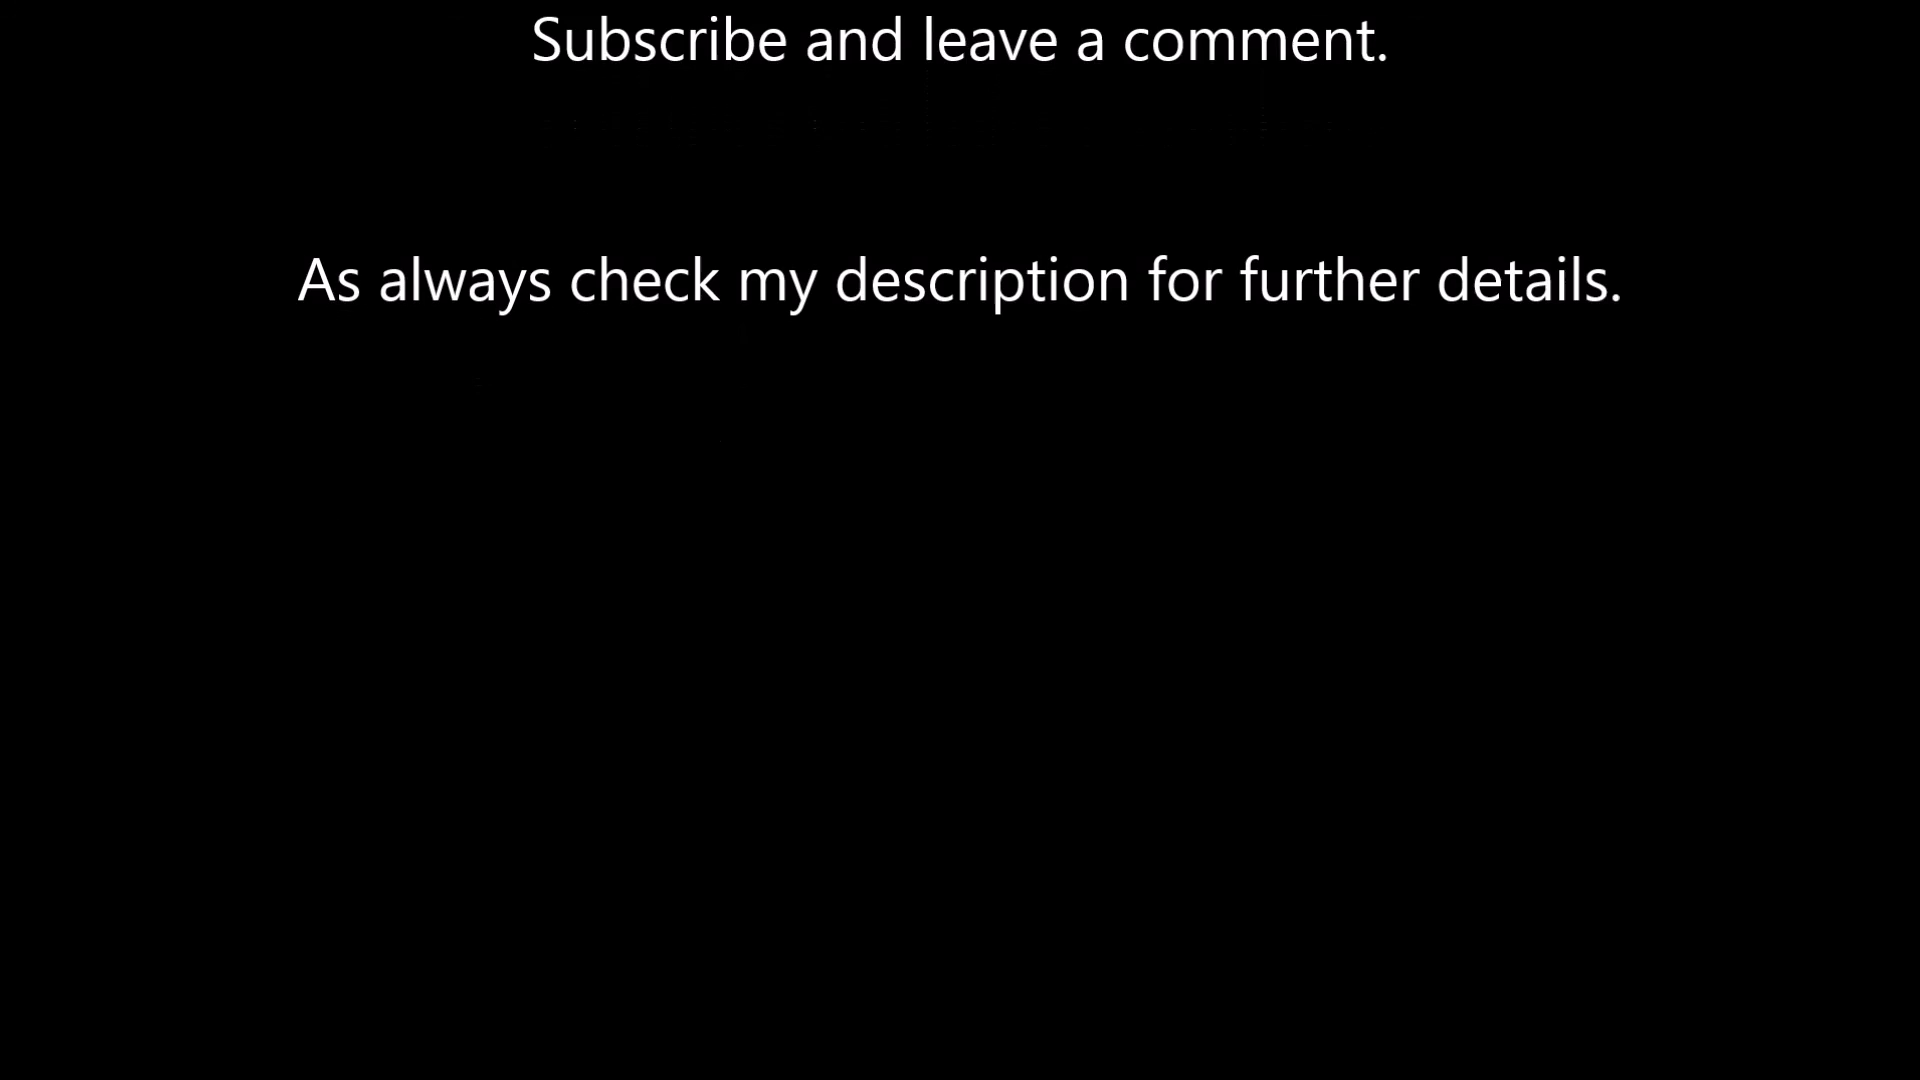 Subscribe and leave a comment.
As always check my description for further details.